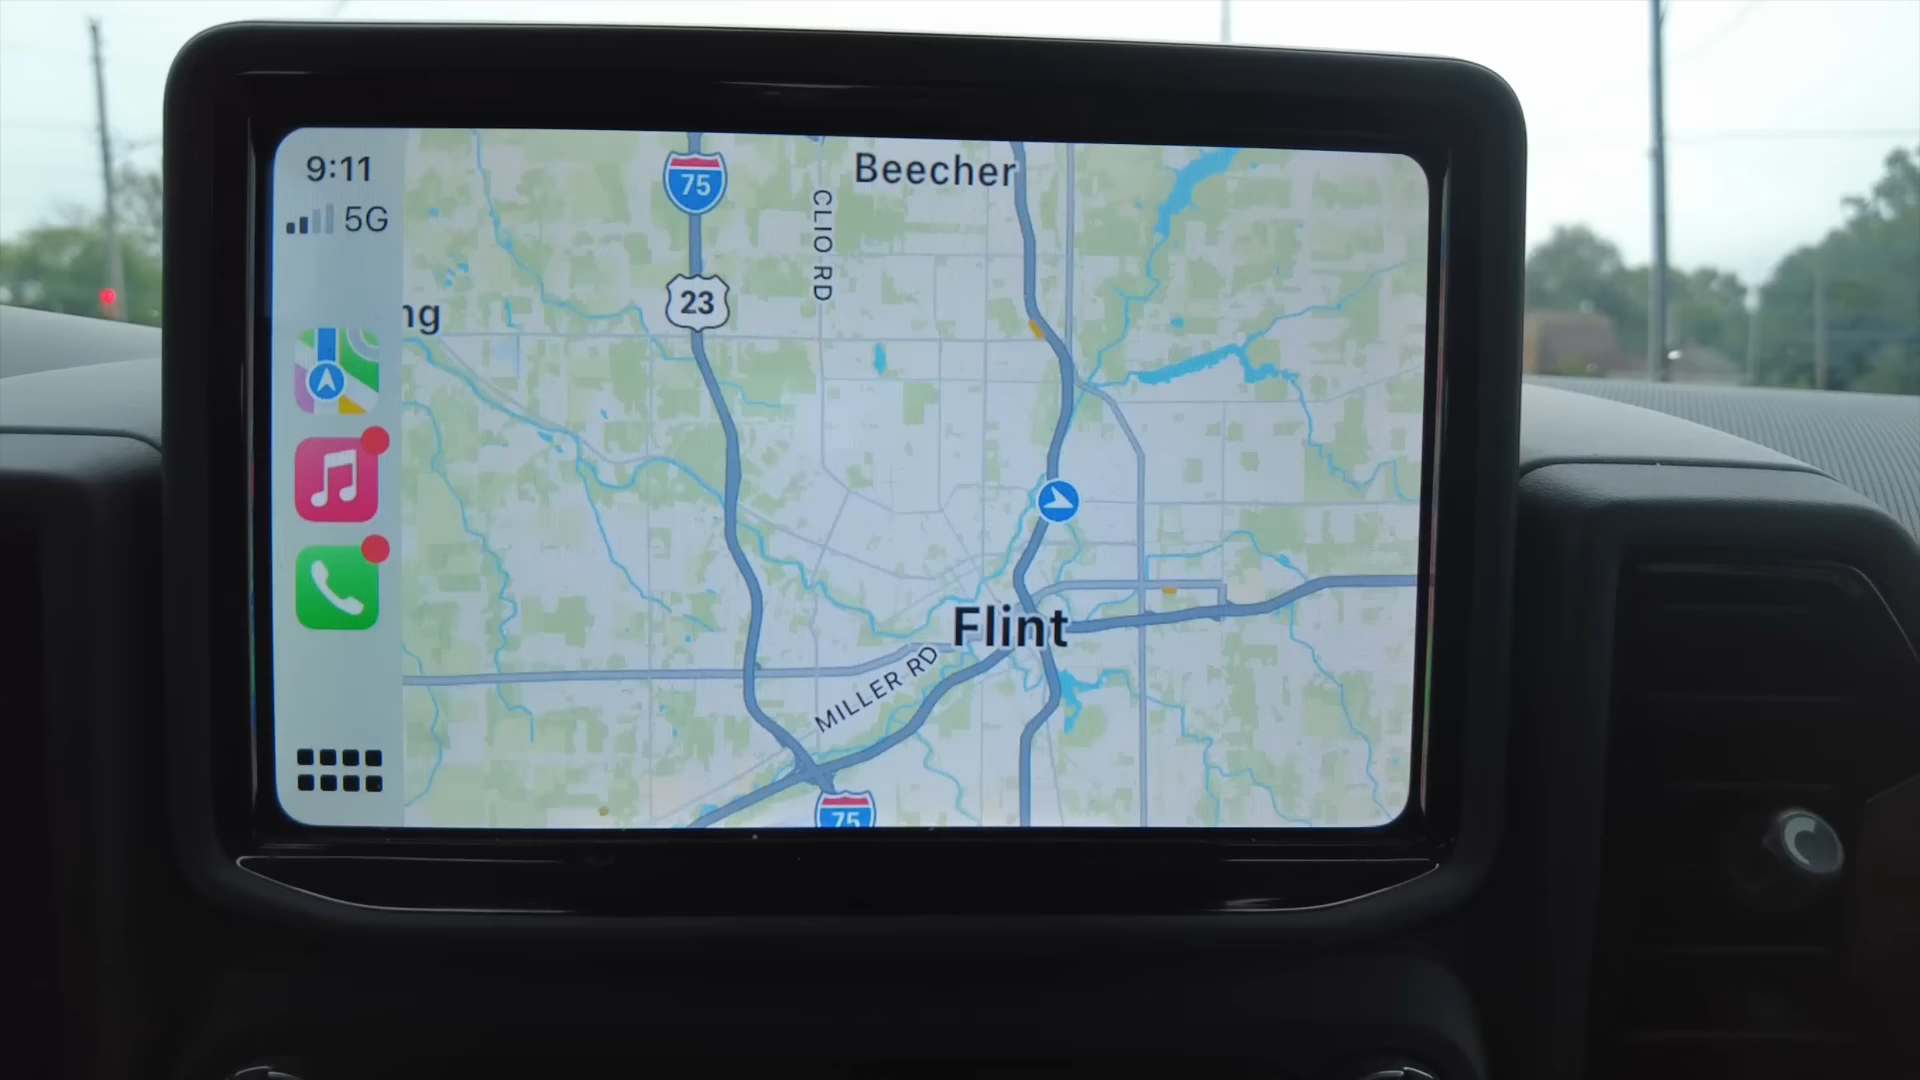 9:11
5G
75
Beecher
CLIO RD
23
ng
Flint
MILLER RD
75